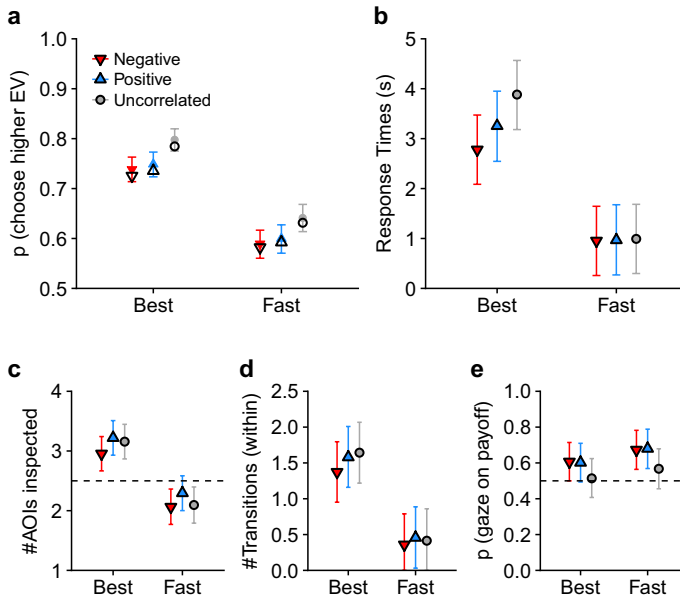 a
p (choose higher EV)
0.5
0.6
0.7
0.8
0.9
1.0
Negative
Positive
Uncorrelated
Best
Fast
b
Response Times (s)
0
1
2
3
4
5
Best
Fast
c
#AOIs inspected
1
2
3
4
Best
Fast
d
#Transitions (within)
0.0
0.5
1.0
1.5
2.0
2.5
Best
Fast
e
p (gaze on payoff)
0.0
0.2
0.4
0.6
0.8
1.0
Best
Fast